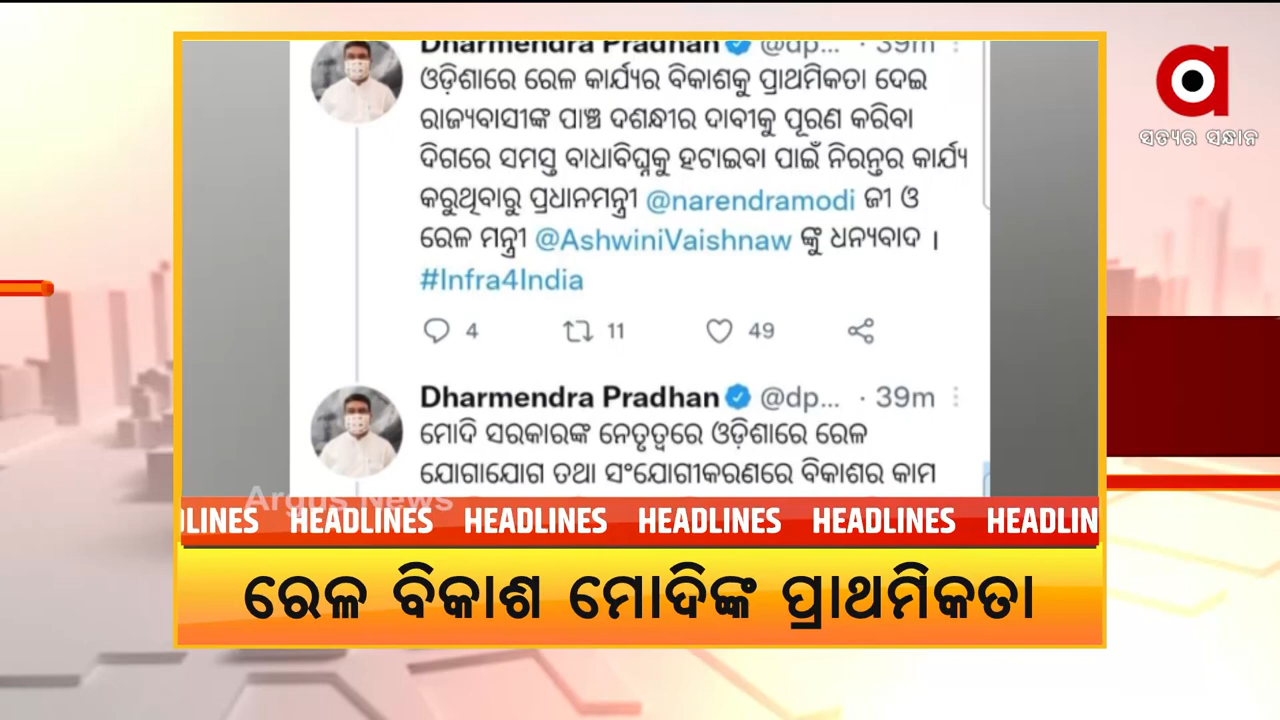 Dharmendra Pradhan @dp... · 39m
ଓଡ଼ିଶାରେ ରେଳ କାର୍ଯ୍ୟର ବିକାଶକୁ ପ୍ରାଥମିକତା ଦେଇ
ରାଜ୍ୟବାସୀଙ୍କ ପାଞ୍ଚ ଦଶନ୍ଧୀର ଦାବୀକୁ ପୂରଣ କରିବା
ଦିଗରେ ସମସ୍ତ ବାଧାବିଘ୍ନକୁ ହଟାଇବା ପାଇଁ ନିରନ୍ତର କାର୍ଯ୍ୟ
କରୁଥିବାରୁ ପ୍ରଧାନମନ୍ତ୍ରୀ @narendramodi ଜୀ ଓ
ରେଳ ମନ୍ତ୍ରୀ @AshwiniVaishnaw ଙ୍କୁ ଧନ୍ୟବାଦ ।
#Infra4India
4 11 49
Dharmendra Pradhan @dp... · 39m
ମୋଦି ସରକାରଙ୍କ ନେତୃତ୍ୱରେ ଓଡ଼ିଶାରେ ରେଳ
ଯୋଗାଯୋଗ ତଥା ସଂଯୋଗୀକରଣରେ ବିକାଶର କାମ
Argus News
DLINES HEADLINES HEADLINES HEADLINES HEADLINES HEADLIN
ରେଳ ବିକାଶ ମୋଦିଙ୍କ ପ୍ରାଥମିକତା
a
ସତ୍ୟର ସନ୍ଧାନ